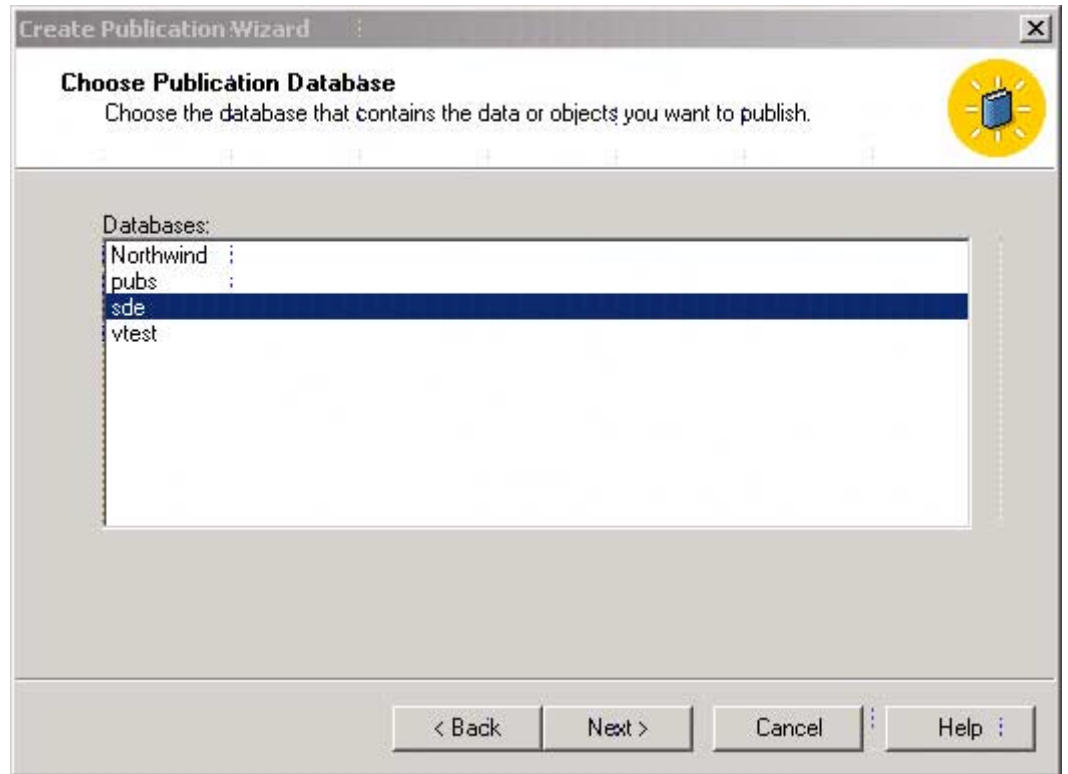 Create Publication Wizard
Choose Publication Database
Choose the database that contains the data or objects you want to publish.
Databases:
Northwind
pubs
sde
vtest
< Back
Next >
Cancel
Help